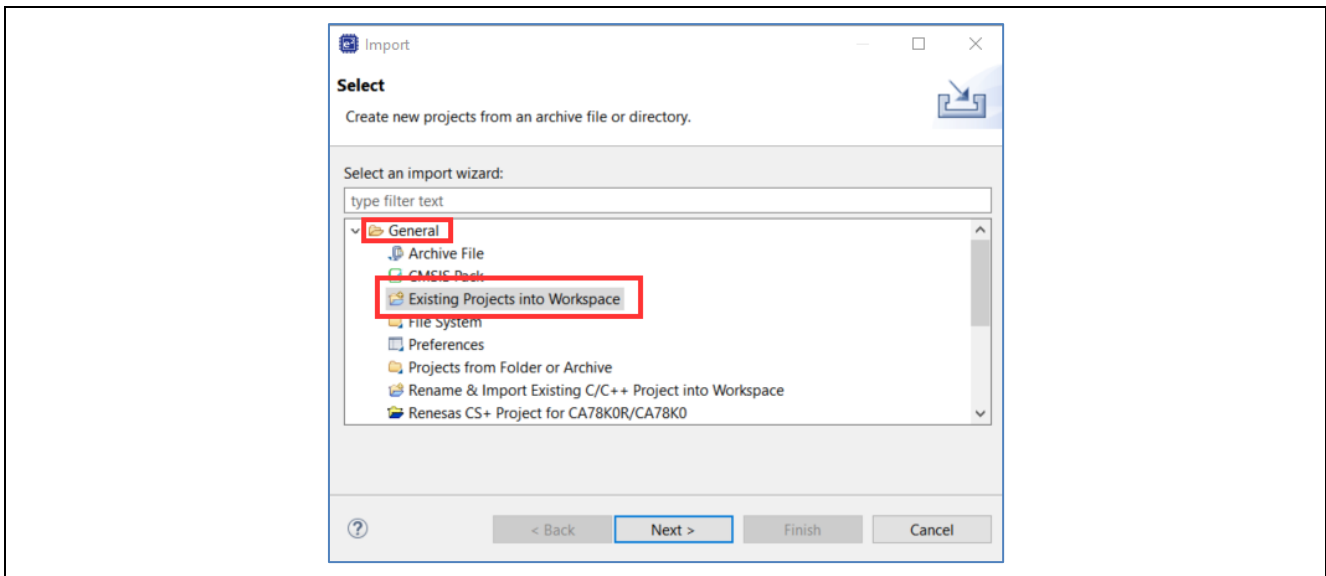 Import
Select
Create new projects from an archive file or directory.
Select an import wizard:
type filter text
General
Archive File
CMSIS Pack
Existing Projects into Workspace
File System
Preferences
Projects from Folder or Archive
Rename & Import Existing C/C++ Project into Workspace
Renesas CS+ Project for CA78K0R/CA78K0
? < Back Next > Finish Cancel